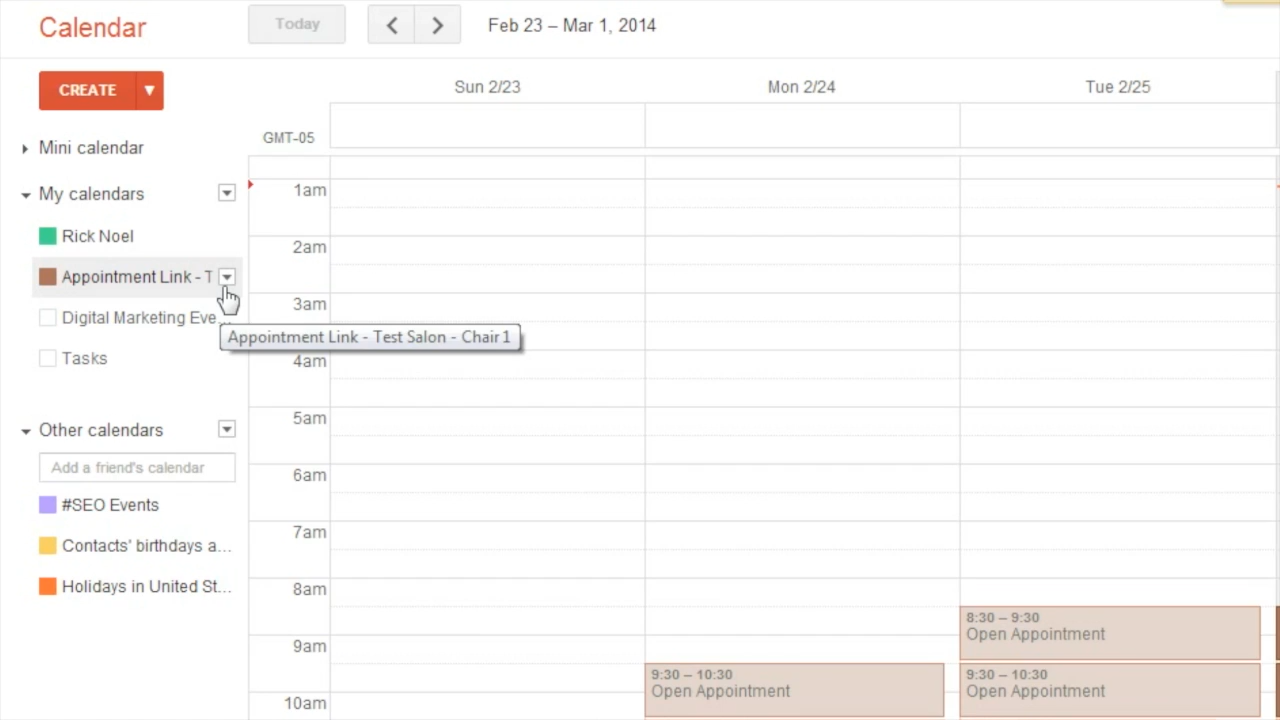 Calendar
Today
Feb 23 – Mar 1, 2014
CREATE
Sun 2/23
Mon 2/24
Tue 2/25
GMT-05
Mini calendar
My calendars
Rick Noel
Appointment Link - T
Digital Marketing Eve...
Appointment Link - Test Salon - Chair 1
Tasks
Other calendars
Add a friend's calendar
#SEO Events
Contacts' birthdays a...
Holidays in United St...
1am
2am
3am
4am
5am
6am
7am
8am
9am
10am
9:30 – 10:30
Open Appointment
8:30 – 9:30
Open Appointment
9:30 – 10:30
Open Appointment